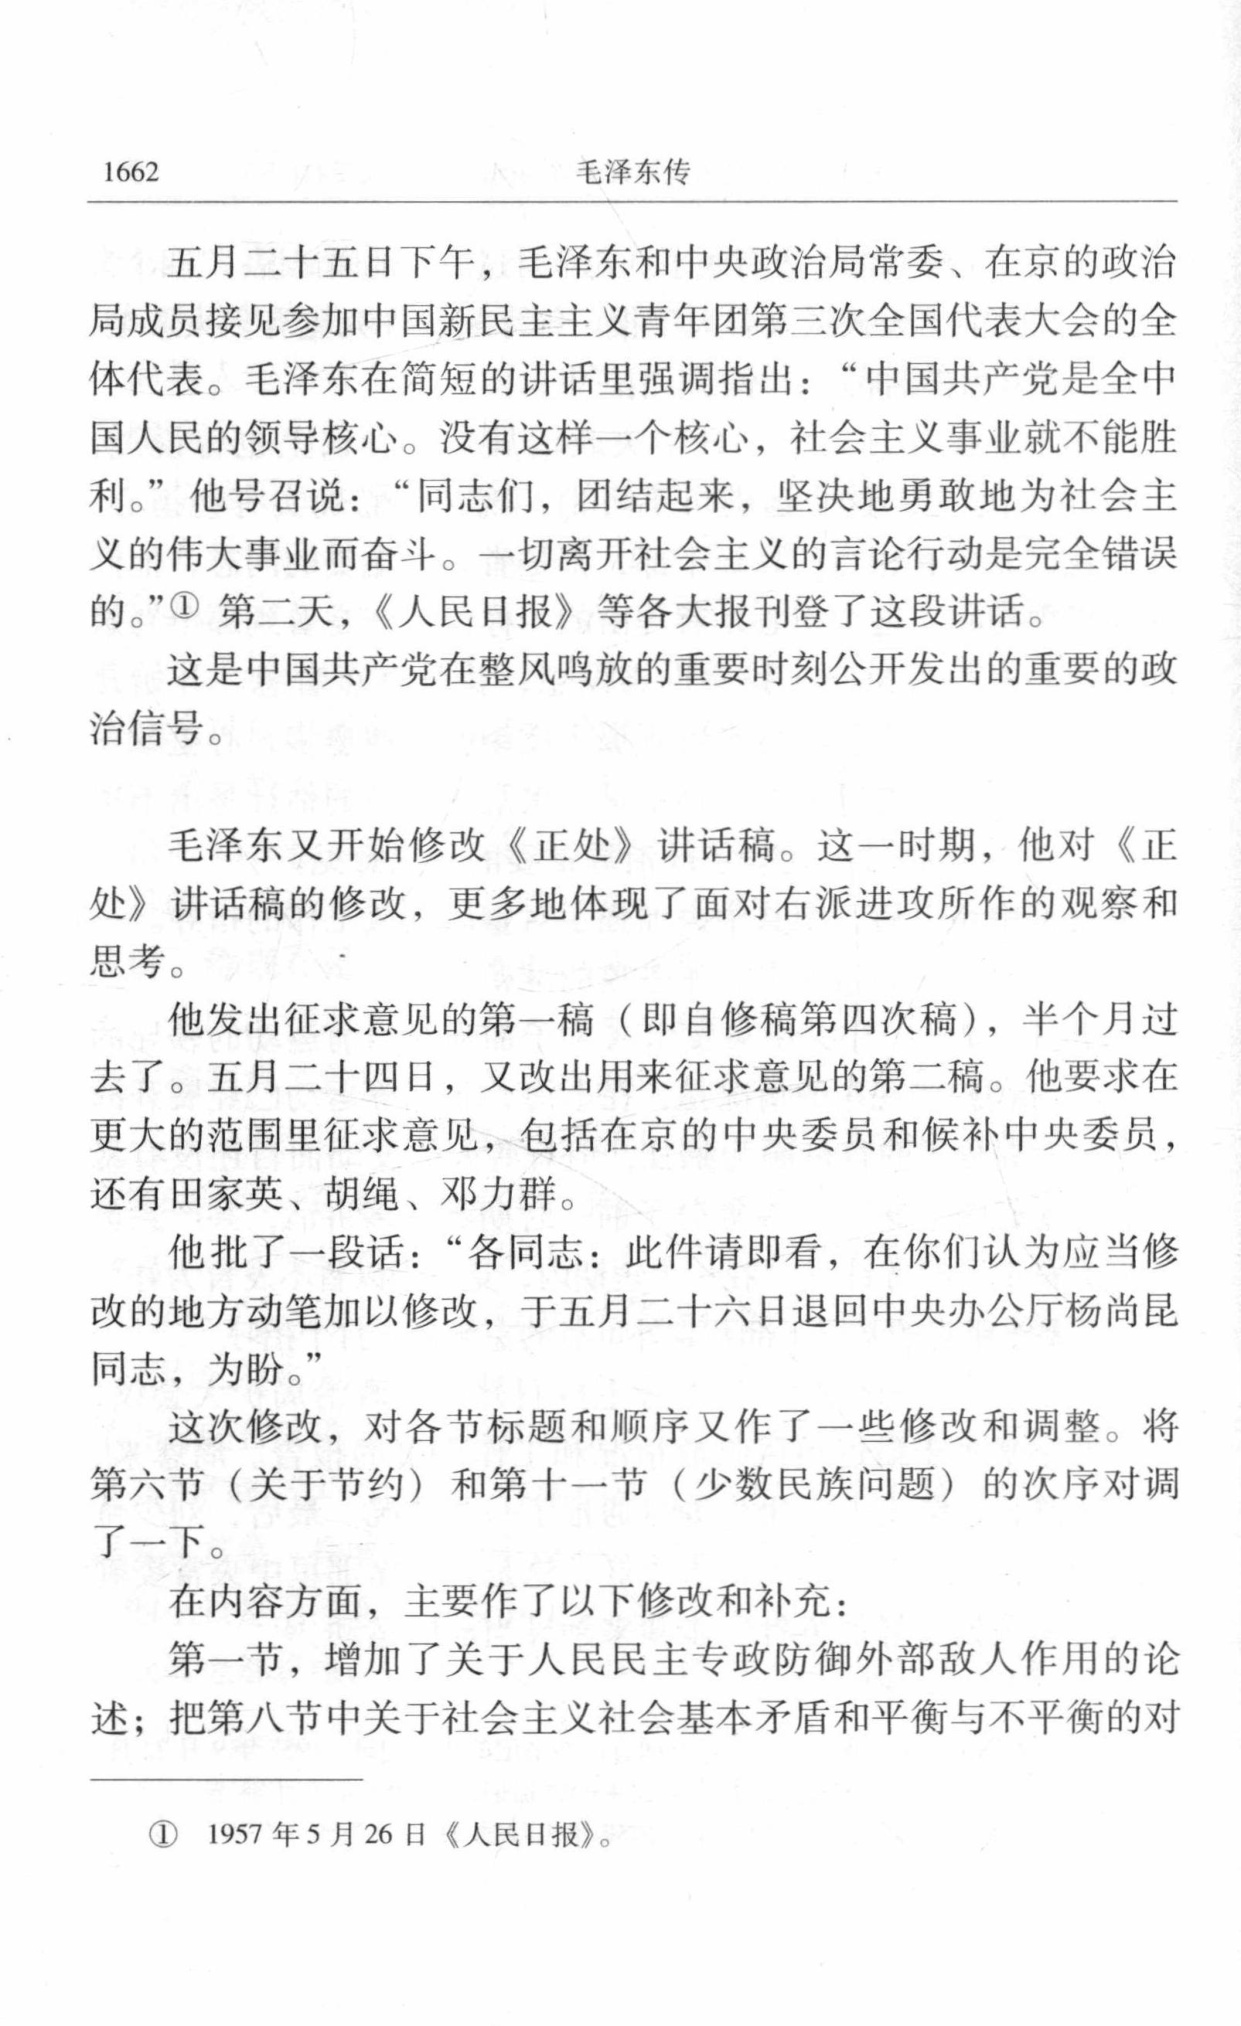 1662
毛泽东传
五月二十五日下午，毛泽东和中央政治局常委、在京的政治
局成员接见参加中国新民主主义青年团第三次全国代表大会的全
体代表。毛泽东在简短的讲话里强调指出：“中国共产党是全中
国人民的领导核心。没有这样一个核心，社会主义事业就不能胜
利。”他号召说：“同志们，团结起来，坚决地勇敢地为社会主
义的伟大事业而奋斗。一切离开社会主义的言论行动是完全错误
的。”① 第二天，《人民日报》等各大报刊登了这段讲话。
这是中国共产党在整风鸣放的重要时刻公开发出的重要的政
治信号。
毛泽东又开始修改《正处》讲话稿。这一时期，他对《正
处》讲话稿的修改，更多地体现了面对右派进攻所作的观察和
思考。
他发出征求意见的第一稿（即自修稿第四次稿），半个月过
去了。五月二十四日，又改出用来征求意见的第二稿。他要求在
更大的范围里征求意见，包括在京的中央委员和候补中央委员，
还有田家英、胡绳、邓力群。
他批了一段话：“各同志：此件请即看，在你们认为应当修
改的地方动笔加以修改，于五月二十六日退回中央办公厅杨尚昆
同志，为盼。”
这次修改，对各节标题和顺序又作了一些修改和调整。将
第六节（关于节约）和第十一节（少数民族问题）的次序对调
了一下。
在内容方面，主要作了以下修改和补充：
第一节，增加了关于人民民主专政防御外部敌人作用的论
述；把第八节中关于社会主义社会基本矛盾和平衡与不平衡的对
① 1957年5月26日《人民日报》。